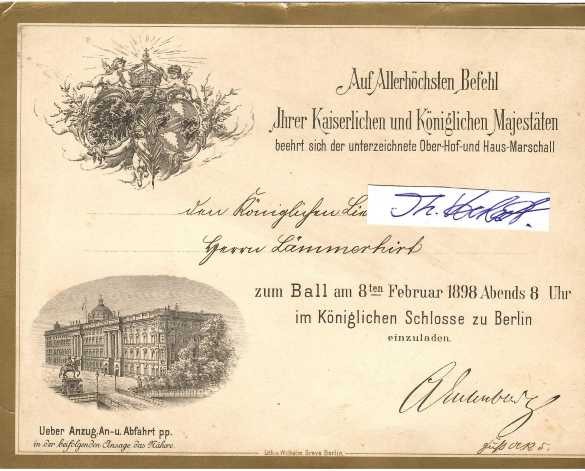 Auf Allerhöchsten Befehl
Ihrer Kaiserlichen und Königlichen Majestäten
beehrt sich der unterzeichnete Ober-Hof-und Haus-Marschall
den Königlichen
Herrn Lämmerhirt
zum Ball am 8ten Februar 1898 Abends 8 Uhr
im Königlichen Schlosse zu Berlin
einzuladen.
Ueber Anzug, An-u. Abfahrt pp.
in der beifolgenden Ansage das Nähere.
Lith. v. Wilhelm Greve Berlin.